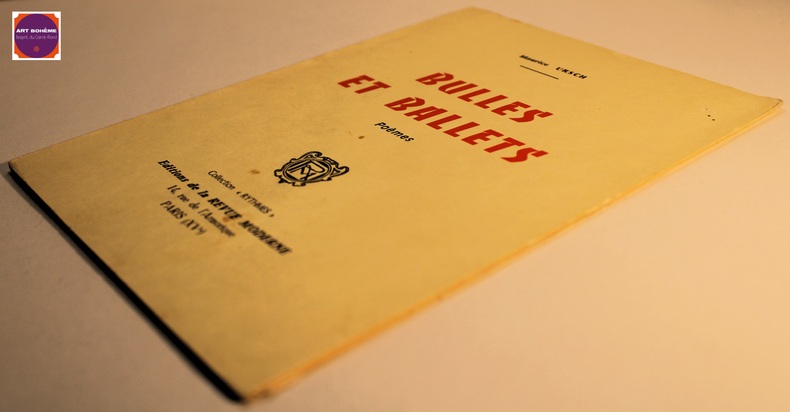 ART BOHÈME
Maurice URSCH
BULLES
ET BALLETS
poèmes
Collection « RYTHMES »
Editions de la REVUE MODERNE
14, rue de l'Armorique
PARIS (XVe)